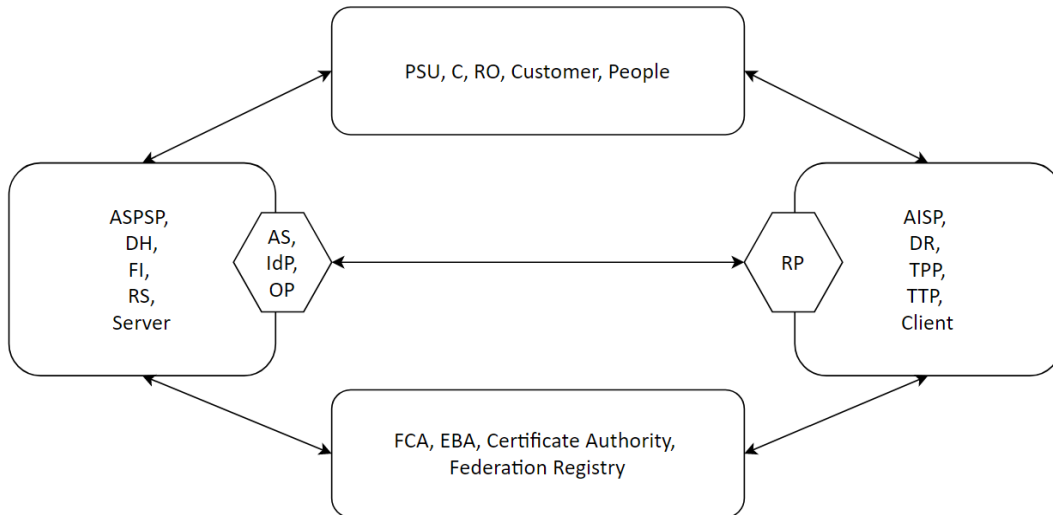 PSU, C, RO, Customer, People
ASPSP,
DH,
FI,
RS,
Server
AS,
IdP,
OP
RP
AISP,
DR,
TPP,
TTP,
Client
FCA, EBA, Certificate Authority,
Federation Registry